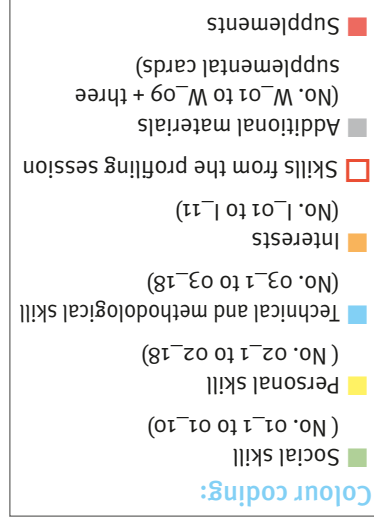 Colour coding:
Social skill
(No. 01_1 to 01_10)
Personal skill
( No. 02_1 to 02_18)
Technical and methodological skill
(No. 03_1 to 03_18)
Interests
(No. I_01 to I_11)
Skills from the profiling session
Additional materials
(No. W_01 to W_09 + three
supplemental cards)
Supplements